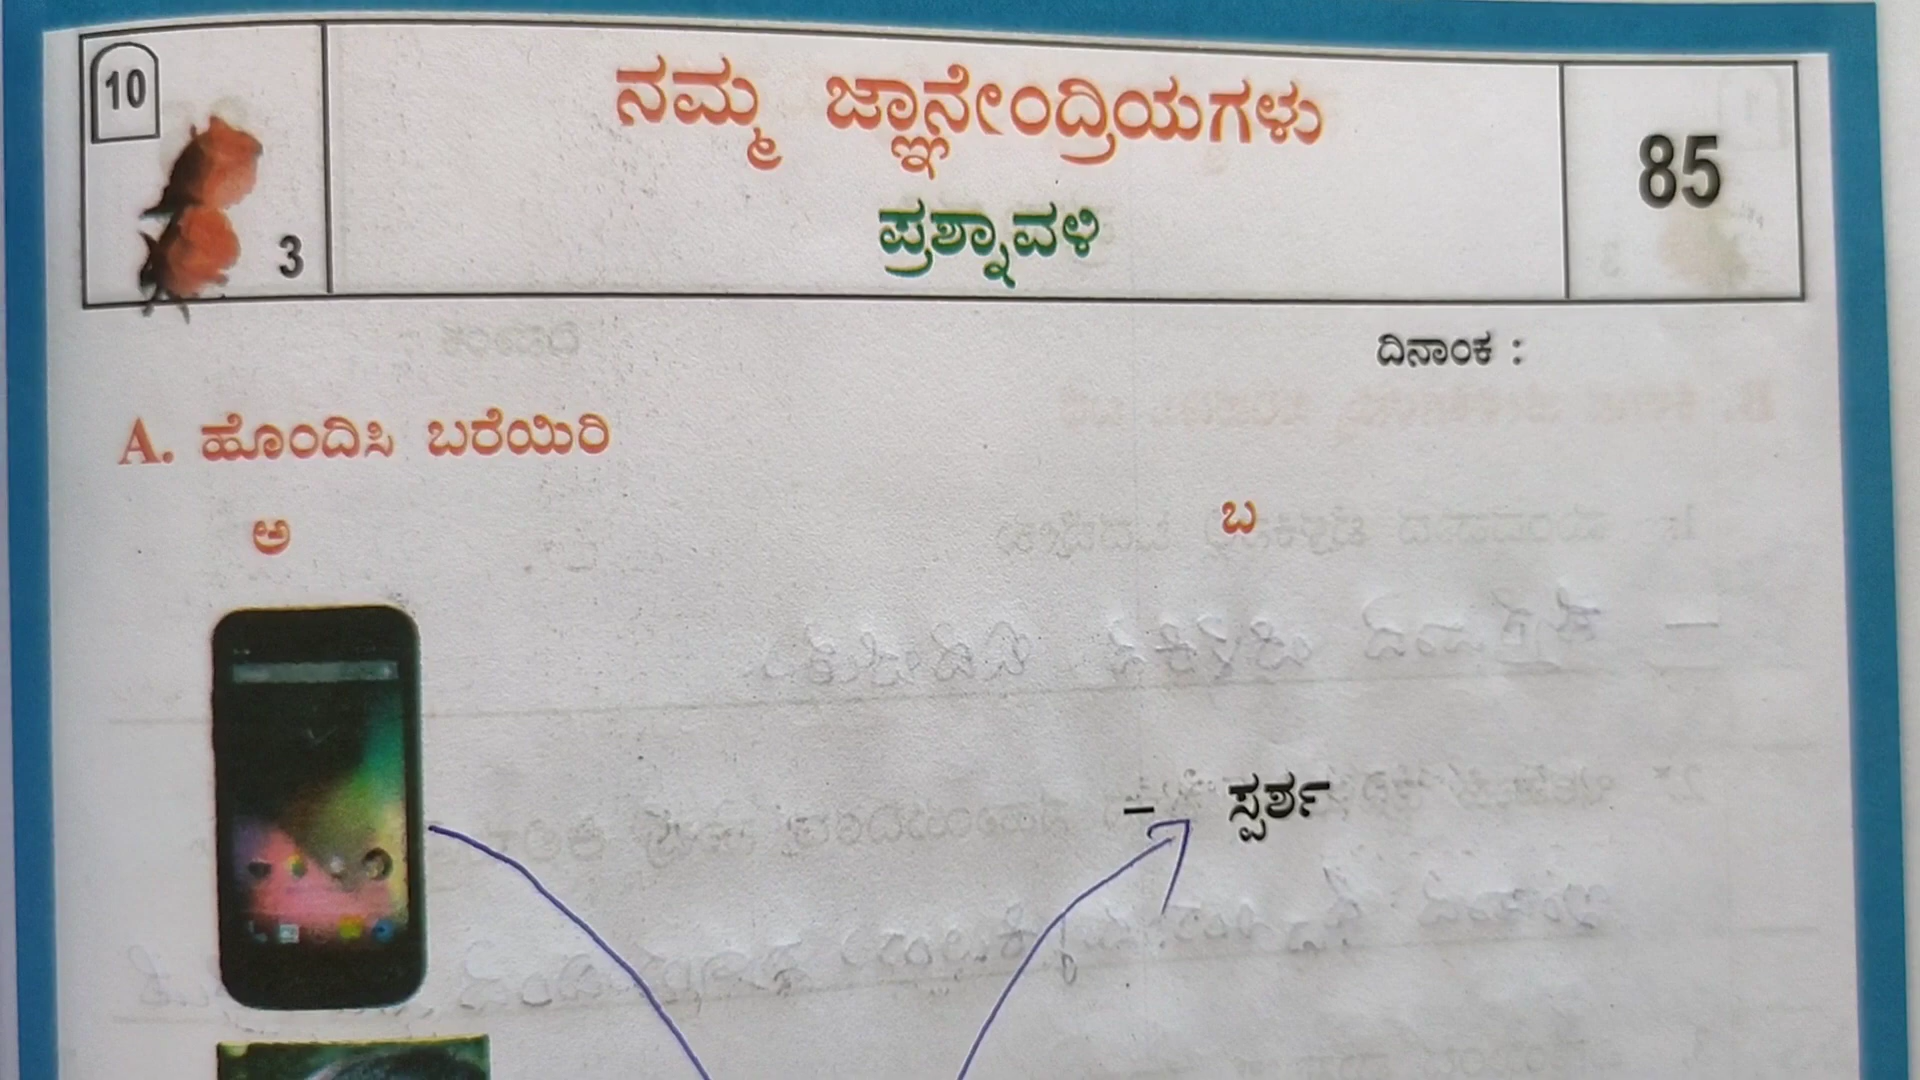 10
ನಮ್ಮ ಜ್ಞಾನೇಂದ್ರಿಯಗಳು
85
ಪ್ರಶ್ನಾವಳಿ
3
ದಿನಾಂಕ :
A. ಹೊಂದಿಸಿ ಬರೆಯಿರಿ
ಅ ಬ
– ಸ್ಪರ್ಶ